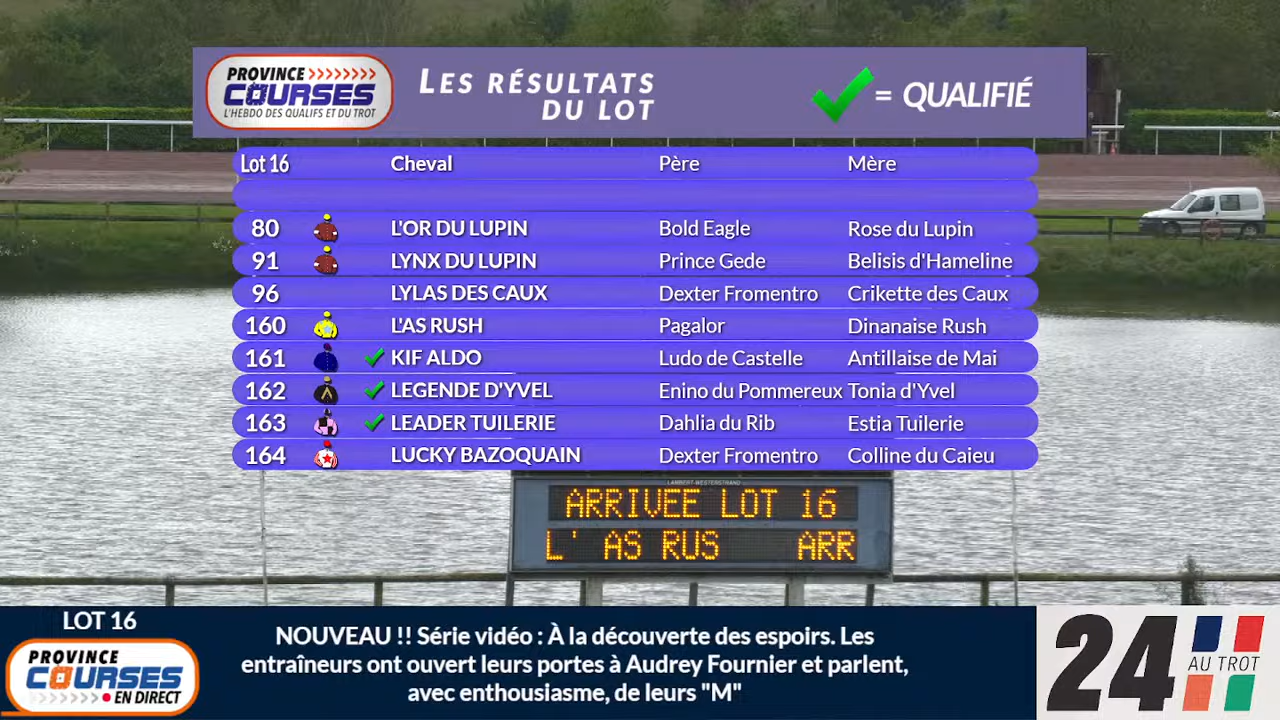 PROVINCE
COURSES
L'HEBDO DES QUALIFS ET DU TROT
LES RÉSULTATS
DU LOT
= QUALIFIÉ
Lot 16 Cheval Père Mère
80 L'OR DU LUPIN Bold Eagle Rose du Lupin
91 LYNX DU LUPIN Prince Gede Belisis d'Hameline
96 LYLAS DES CAUX Dexter Fromentro Crikette des Caux
160 L'AS RUSH Pagalor Dinanaise Rush
161 KIF ALDO Ludo de Castelle Antillaise de Mai
162 LEGENDE D'YVEL Enino du Pommereux Tonia d'Yvel
163 LEADER TUILERIE Dahlia du Rib Estia Tuilerie
164 LUCKY BAZOQUAIN Dexter Fromentro Colline du Caieu
LAMBERT-WESTERSTRAND
ARRIVEE LOT 16
L' AS RUS ARR
LOT 16
PROVINCE
COURSES
EN DIRECT
NOUVEAU !! Série vidéo : À la découverte des espoirs. Les
entraîneurs ont ouvert leurs portes à Audrey Fournier et parlent,
avec enthousiasme, de leurs "M"
24
AU TROT